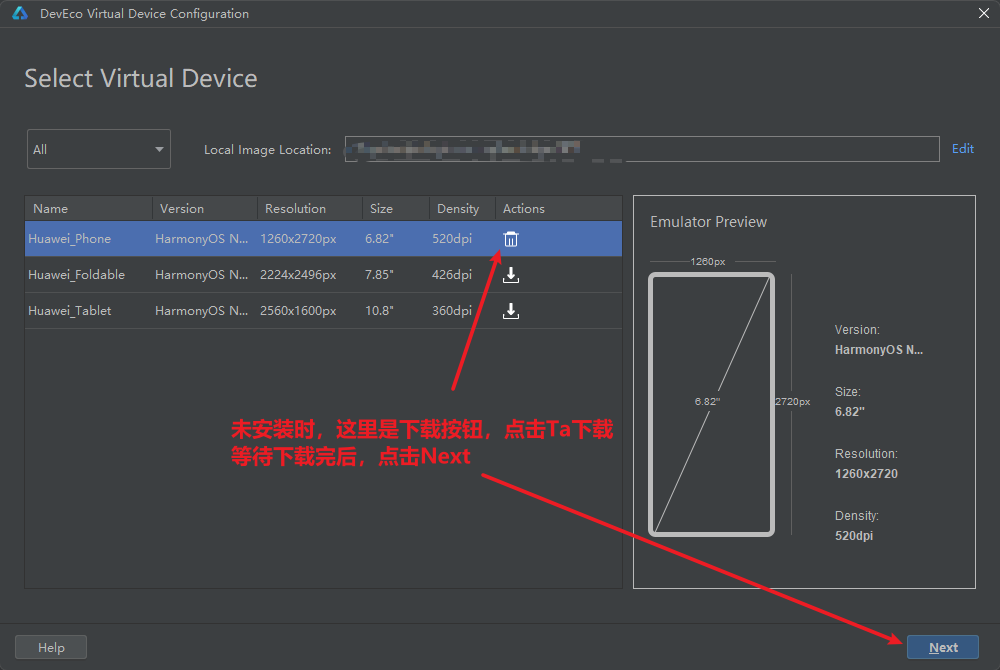 DevEco Virtual Device Configuration
Select Virtual Device
All
Local Image Location:
Edit
Name Version Resolution Size Density Actions
Huawei_Phone HarmonyOS N... 1260x2720px 6.82" 520dpi
Huawei_Foldable HarmonyOS N... 2224x2496px 7.85" 426dpi
Huawei_Tablet HarmonyOS N... 2560x1600px 10.8" 360dpi
未安装时，这里是下载按钮，点击Ta下载
等待下载完后，点击Next
Emulator Preview
1260px
6.82"
2720px
Version:
HarmonyOS N...
Size:
6.82"
Resolution:
1260x2720
Density:
520dpi
Help
Next